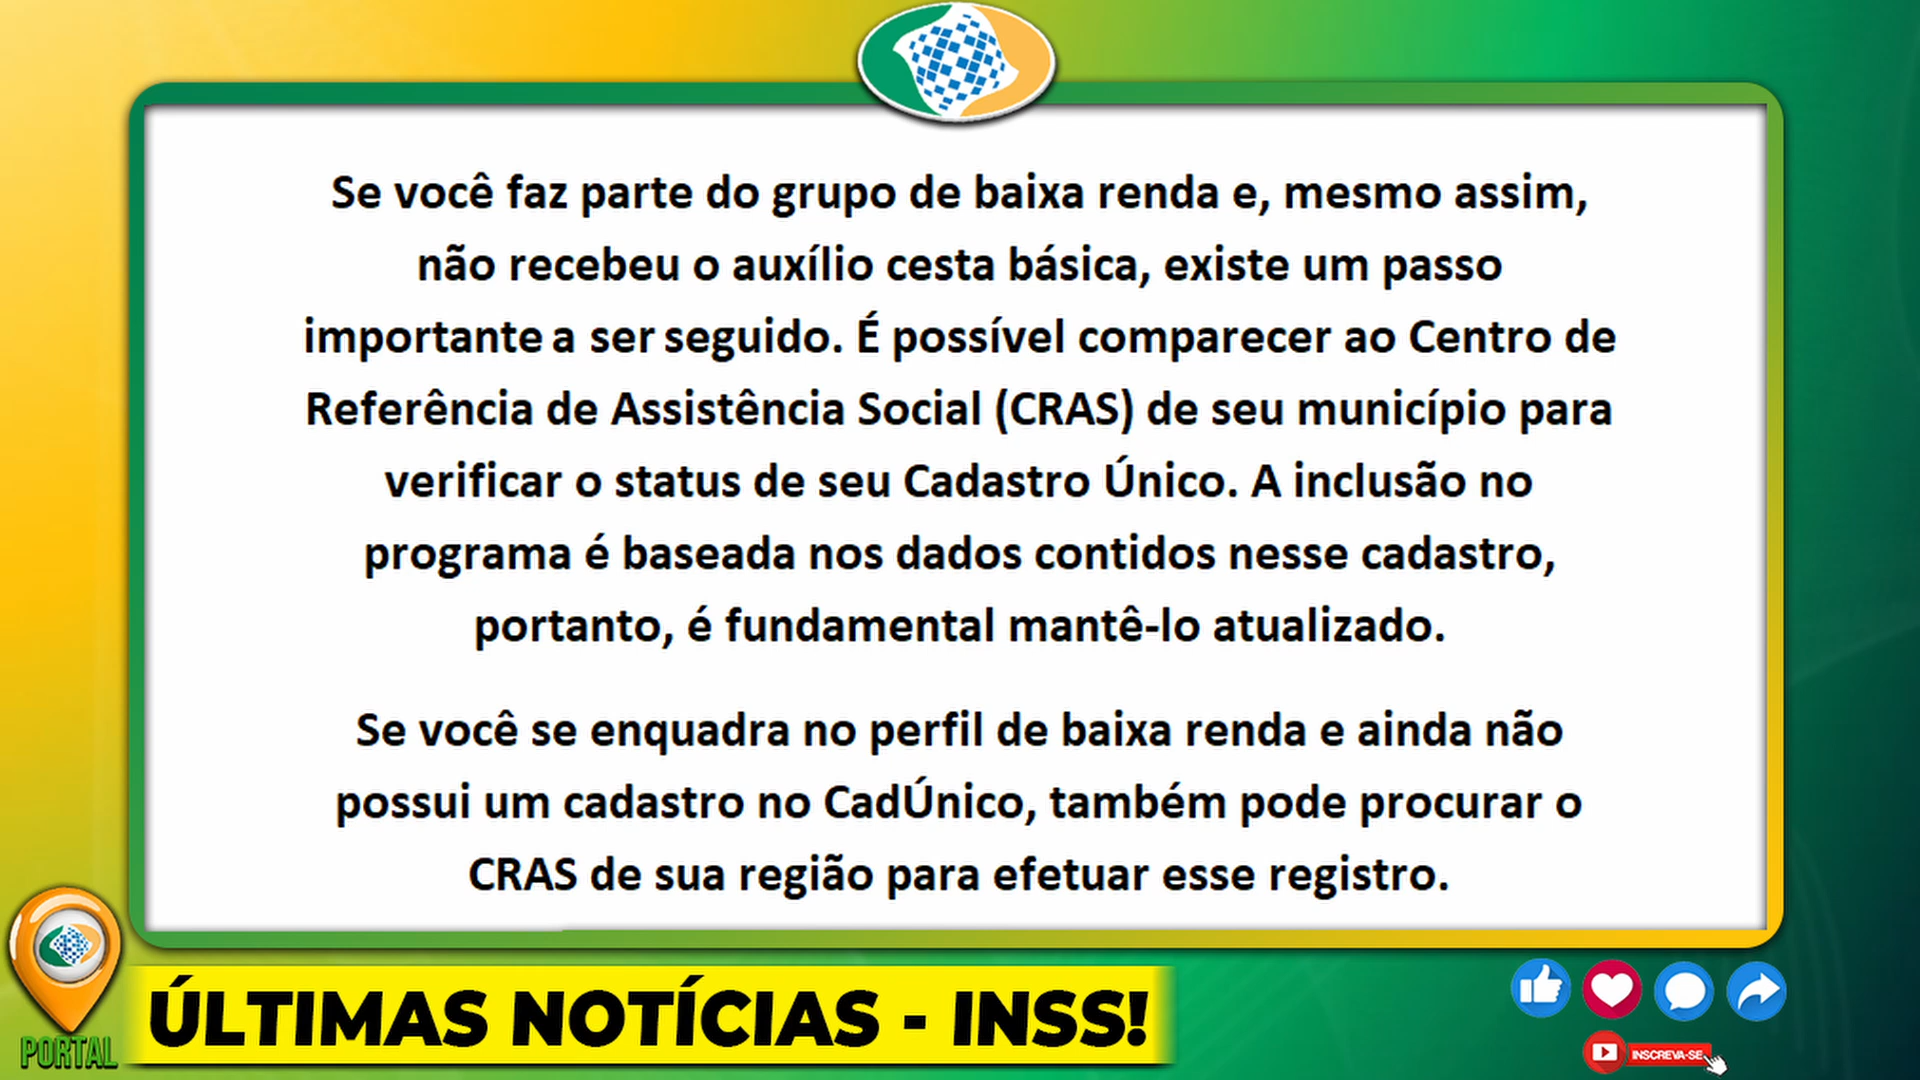 Se você faz parte do grupo de baixa renda e, mesmo assim,
não recebeu o auxílio cesta básica, existe um passo
importante a ser seguido. É possível comparecer ao Centro de
Referência de Assistência Social (CRAS) de seu município para
verificar o status de seu Cadastro Único. A inclusão no
programa é baseada nos dados contidos nesse cadastro,
portanto, é fundamental mantê-lo atualizado.
Se você se enquadra no perfil de baixa renda e ainda não
possui um cadastro no CadÚnico, também pode procurar o
CRAS de sua região para efetuar esse registro.
ÚLTIMAS NOTÍCIAS - INSS!
PORTAL
INSCREVA-SE